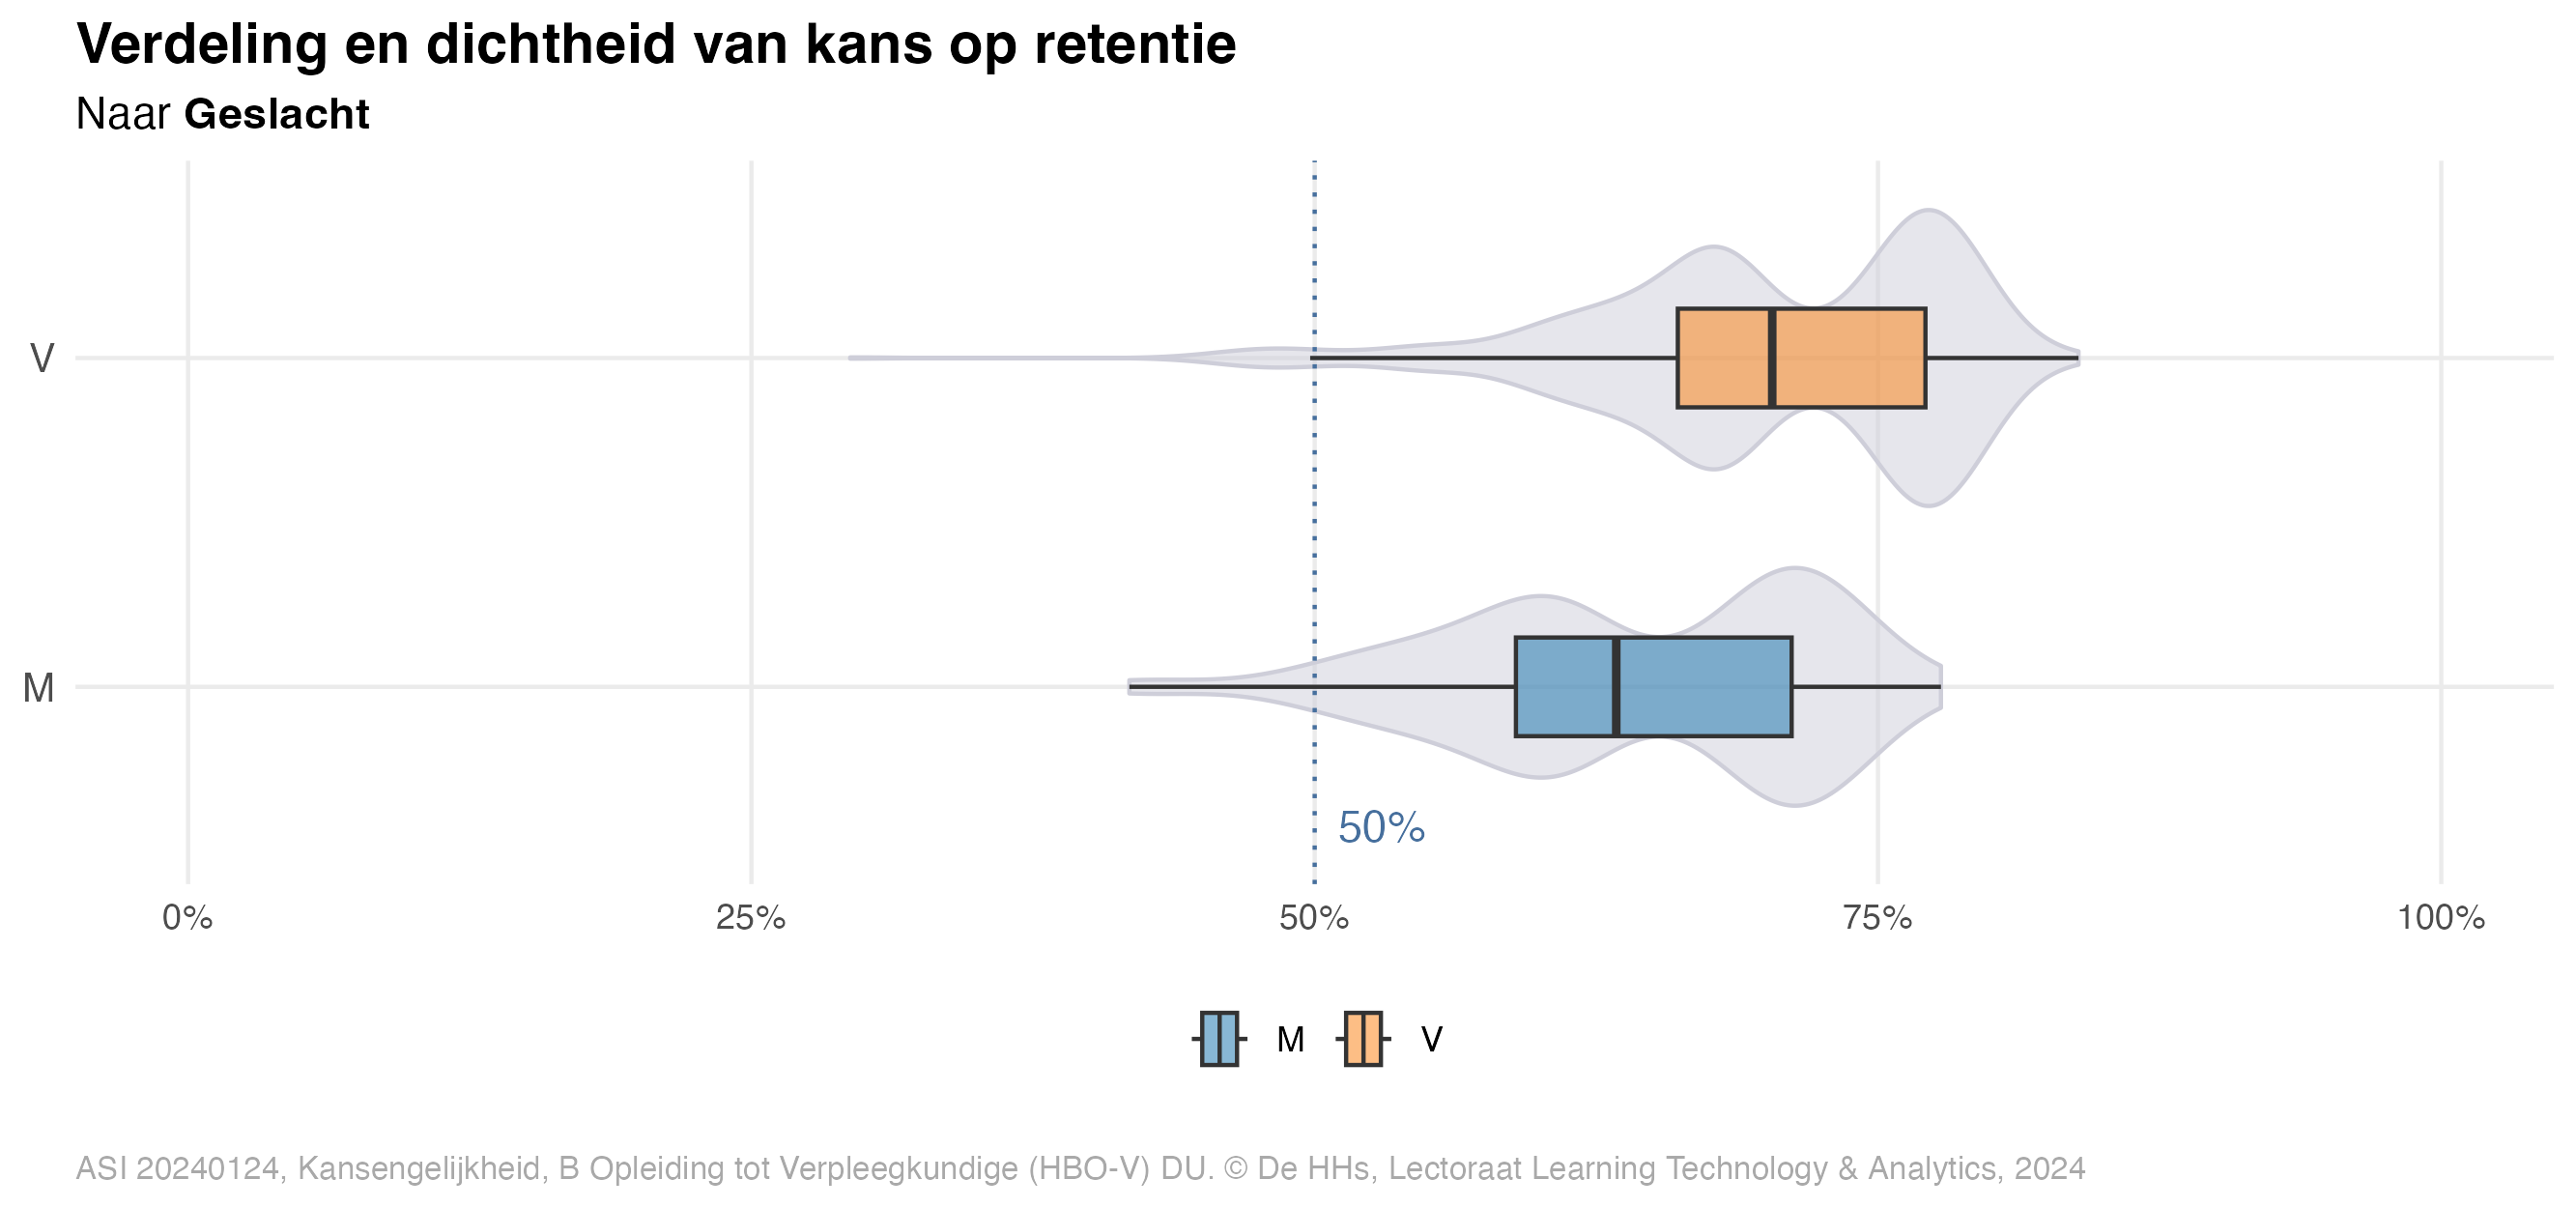 Verdeling en dichtheid van kans op retentie
Naar Geslacht
V
M
50%
0% 25% 50% 75% 100%
M V
ASI 20240124, Kansengelijkheid, B Opleiding tot Verpleegkundige (HBO-V) DU. © De HHs, Lectoraat Learning Technology & Analytics, 2024